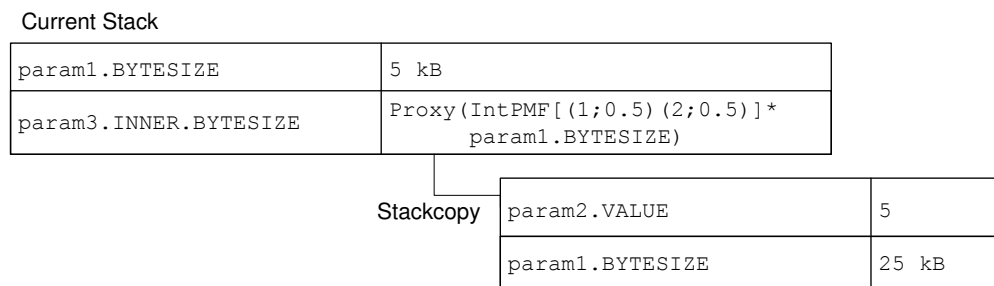 Current Stack
param1.BYTESIZE 5 kB
param3.INNER.BYTESIZE Proxy(IntPMF[(1;0.5)(2;0.5)]*
param1.BYTESIZE)
Stackcopy param2.VALUE 5
param1.BYTESIZE 25 kB